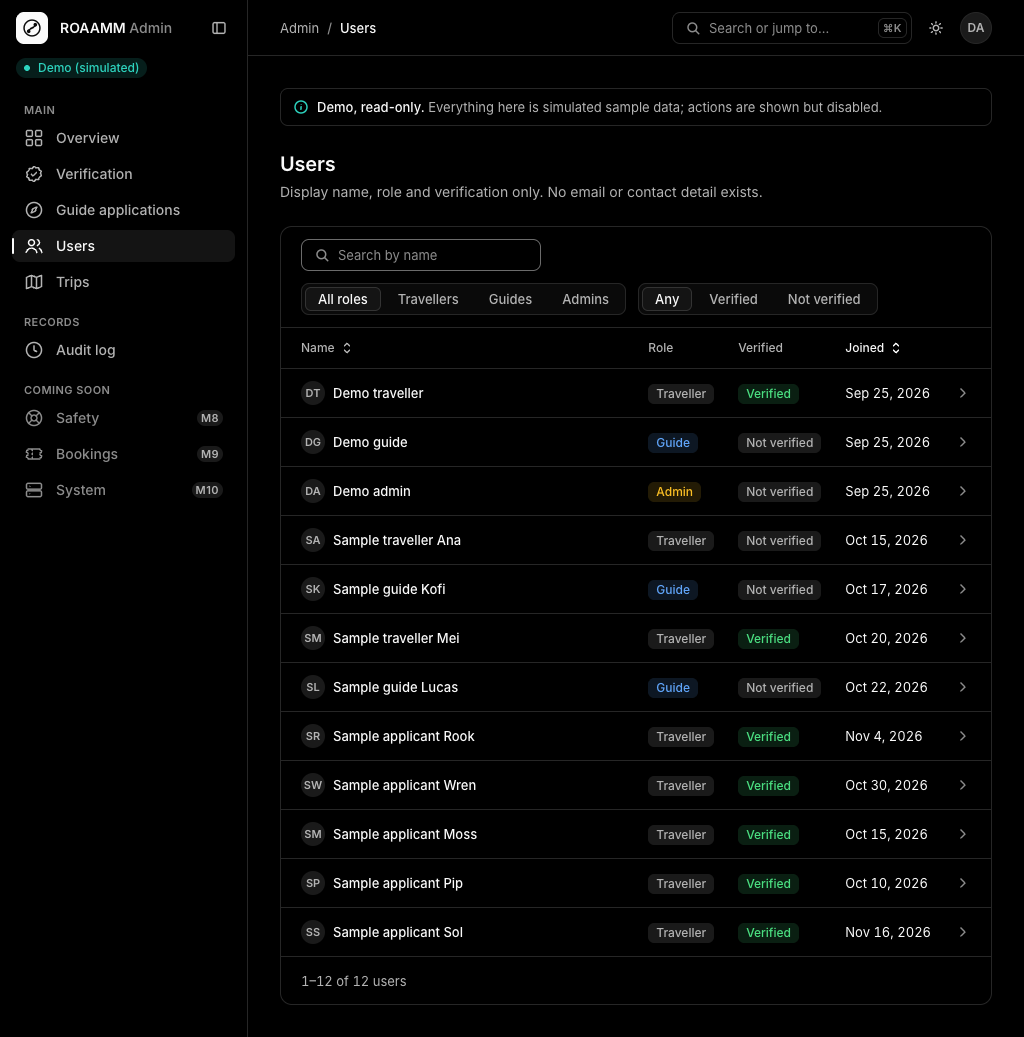 ROAAMM Admin
Demo (simulated)
MAIN
Overview
Verification
Guide applications
Users
Trips
RECORDS
Audit log
COMING SOON
Safety M8
Bookings M9
System M10
Admin / Users
Search or jump to... ⌘K
DA
Demo, read-only. Everything here is simulated sample data; actions are shown but disabled.
Users
Display name, role and verification only. No email or contact detail exists.
Search by name
All roles Travellers Guides Admins Any Verified Not verified
Name Role Verified Joined
DT Demo traveller Traveller Verified Sep 25, 2026
DG Demo guide Guide Not verified Sep 25, 2026
DA Demo admin Admin Not verified Sep 25, 2026
SA Sample traveller Ana Traveller Not verified Oct 15, 2026
SK Sample guide Kofi Guide Not verified Oct 17, 2026
SM Sample traveller Mei Traveller Verified Oct 20, 2026
SL Sample guide Lucas Guide Not verified Oct 22, 2026
SR Sample applicant Rook Traveller Verified Nov 4, 2026
SW Sample applicant Wren Traveller Verified Oct 30, 2026
SM Sample applicant Moss Traveller Verified Oct 15, 2026
SP Sample applicant Pip Traveller Verified Oct 10, 2026
SS Sample applicant Sol Traveller Verified Nov 16, 2026
1–12 of 12 users